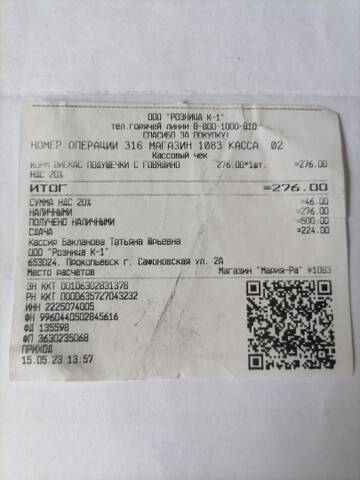 ООО "РОЗНИЦА К-1"
тел.горячей линии 8-800-1000-810
СПАСИБО ЗА ПОКУПКУ!
НОМЕР ОПЕРАЦИИ 316 МАГАЗИН 1083 КАССА 02
Кассовый чек
КОРМ ВИСКАС ПОДУШЕЧКИ С ГОВЯДИНО 276.00*1шт. =276.00
НДС 20%
ИТОГ =276.00
СУММА НДС 20% =46.00
НАЛИЧНЫМИ =276.00
ПОЛУЧЕНО НАЛИЧНЫМИ =500.00
СДАЧА =224.00
Кассир Бакланова Татьяна Юрьевна
ООО "Розница К-1"
653024. Прокопьевск г. Сафоновская ул. 2А
Место расчетов Магазин "Мария-Ра" #1083
ЗН ККТ 00106302831378
РН ККТ 0000635727043232
ИНН 2225074005
ФН 9960440502845616
ФД 135598
ФП 3630235068
ПРИХОД
15.05.23 13:57